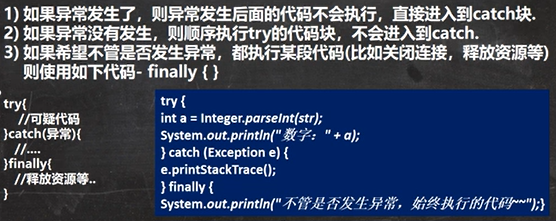 1) 如果异常发生了，则异常发生后面的代码不会执行，直接进入到catch块.
2) 如果异常没有发生，则顺序执行try的代码块，不会进入到catch.
3) 如果希望不管是否发生异常，都执行某段代码(比如关闭连接，释放资源等)
则使用如下代码- finally { }
try{
//可疑代码
}catch(异常){
//....
}finally{
//释放资源等..
}
try {
int a = Integer.parseInt(str);
System.out.println("数字：" + a);
} catch (Exception e) {
e.printStackTrace();
} finally {
System.out.println("不管是否发生异常，始终执行的代码~~");}